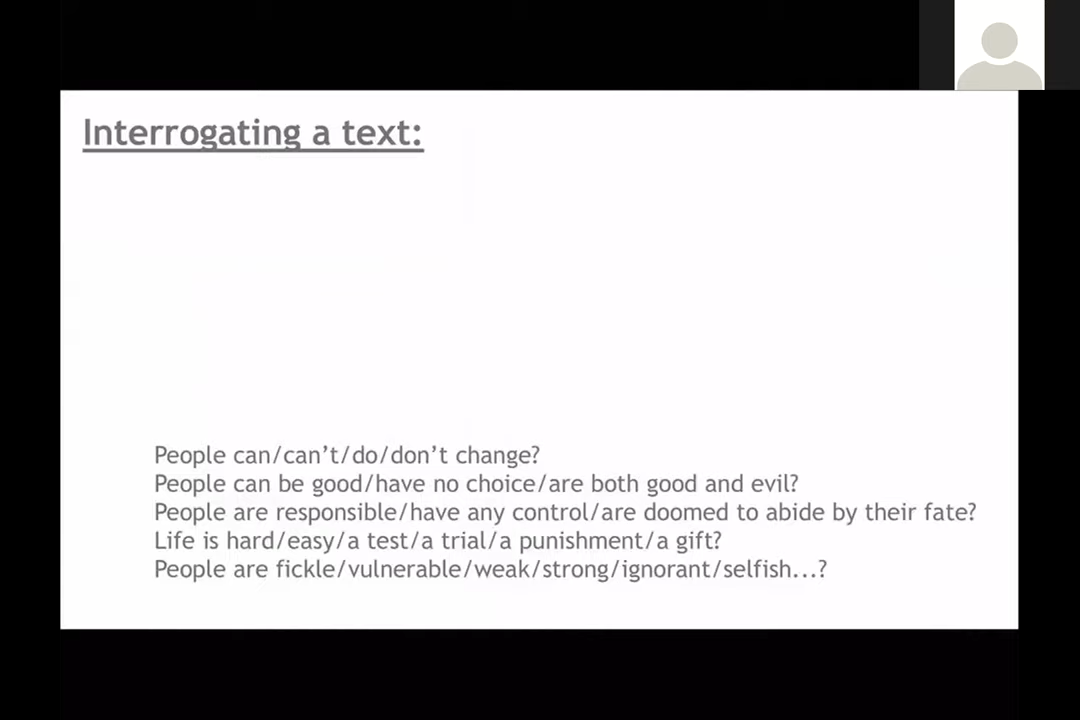 Interrogating a text:
People can/can’t/do/don’t change?
People can be good/have no choice/are both good and evil?
People are responsible/have any control/are doomed to abide by their fate?
Life is hard/easy/a test/a trial/a punishment/a gift?
People are fickle/vulnerable/weak/strong/ignorant/selfish...?